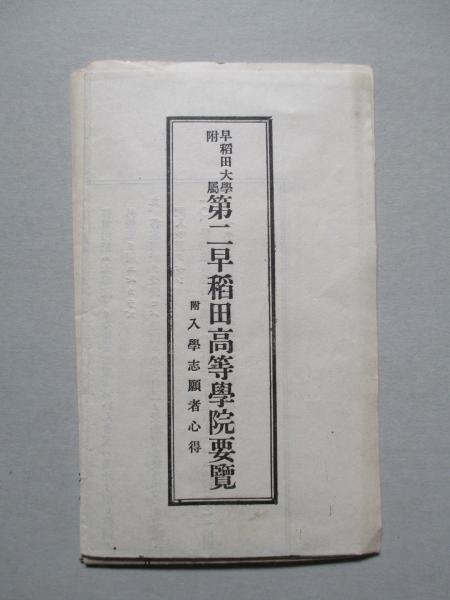 早稻田大學
附屬
第二早稻田高等學院要覽
附入學志願者心得